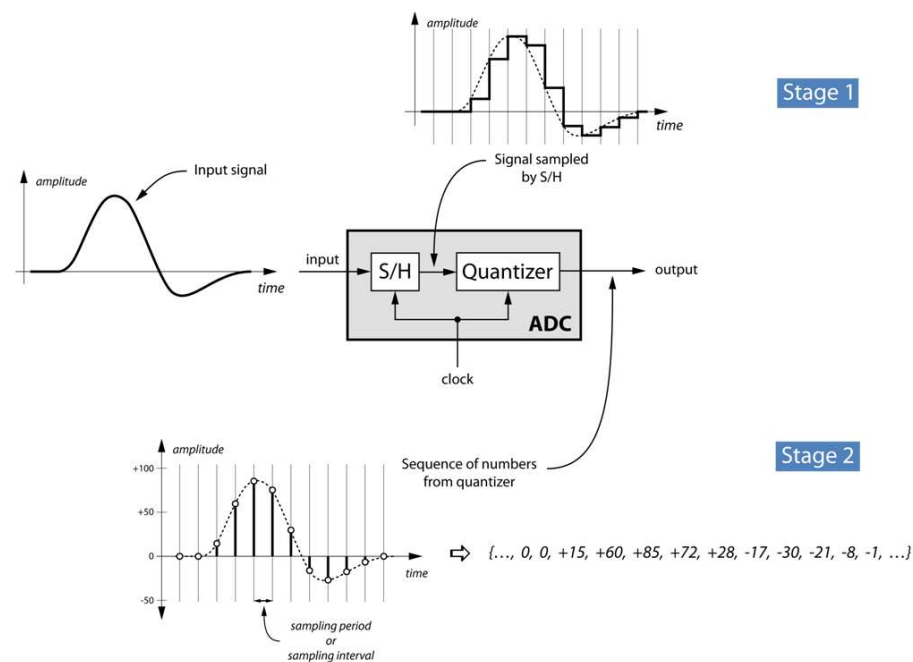 amplitude
Stage 1
time
Signal sampled
by S/H
Input signal
amplitude
time
input
S/H
Quantizer
output
ADC
clock
Stage 2
amplitude
+100
+50
0
-50
time
Sequence of numbers
from quantizer
{..., 0, 0, +15, +60, +85, +72, +28, -17, -30, -21, -8, -1, ...}
sampling period
or
sampling interval